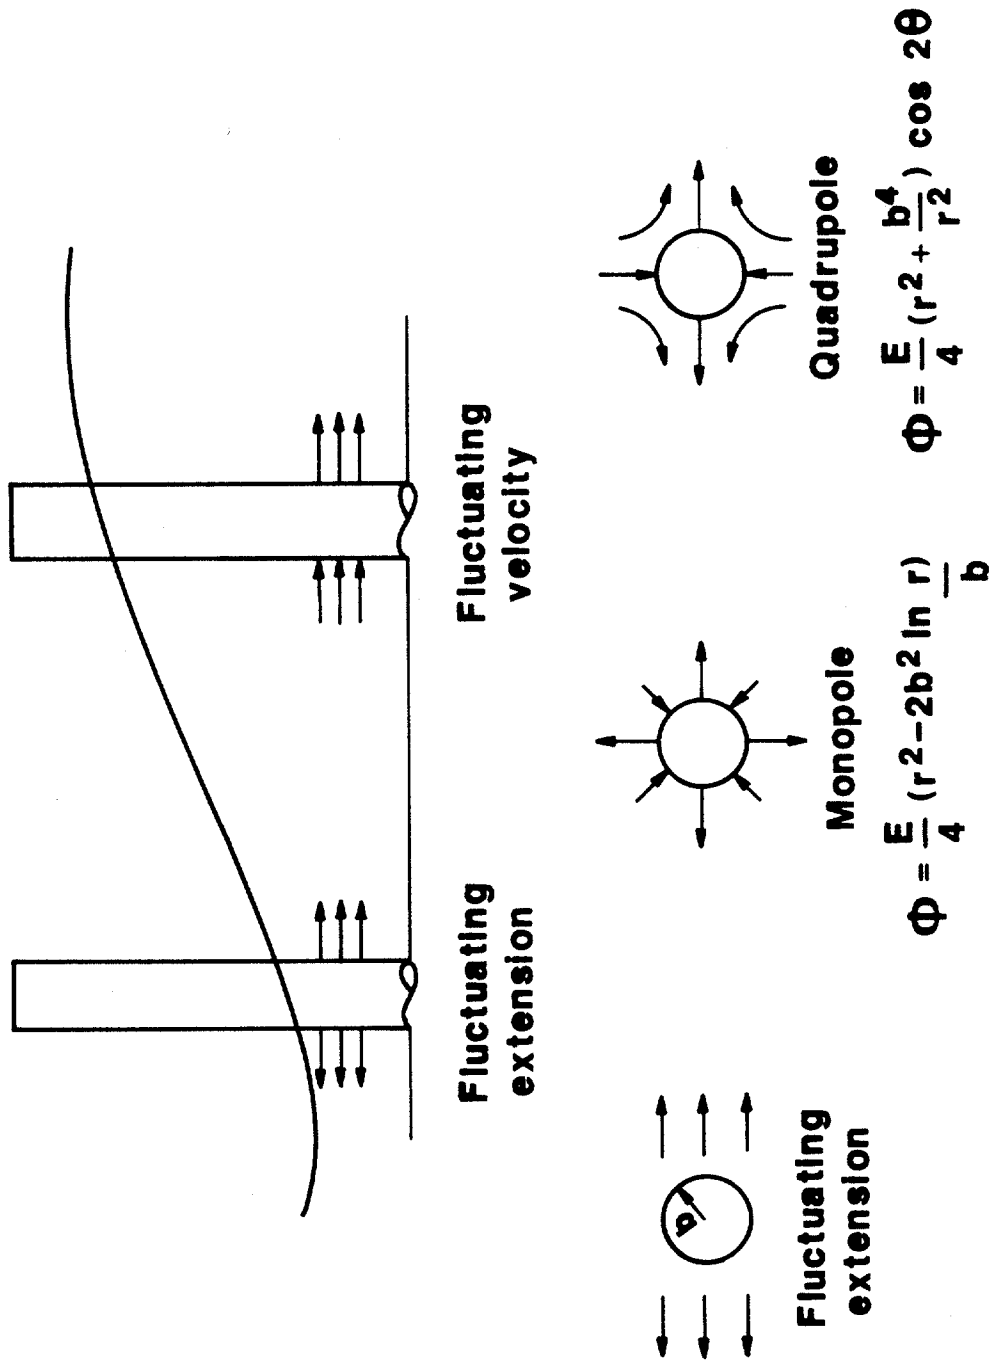 Fluctuating
extension
Fluctuating
velocity
b
Fluctuating
extension
Monopole
Φ = E/4 (r² − 2b² ln r/b)
Quadrupole
Φ = E/4 (r² + b⁴/r²) cos 2θ